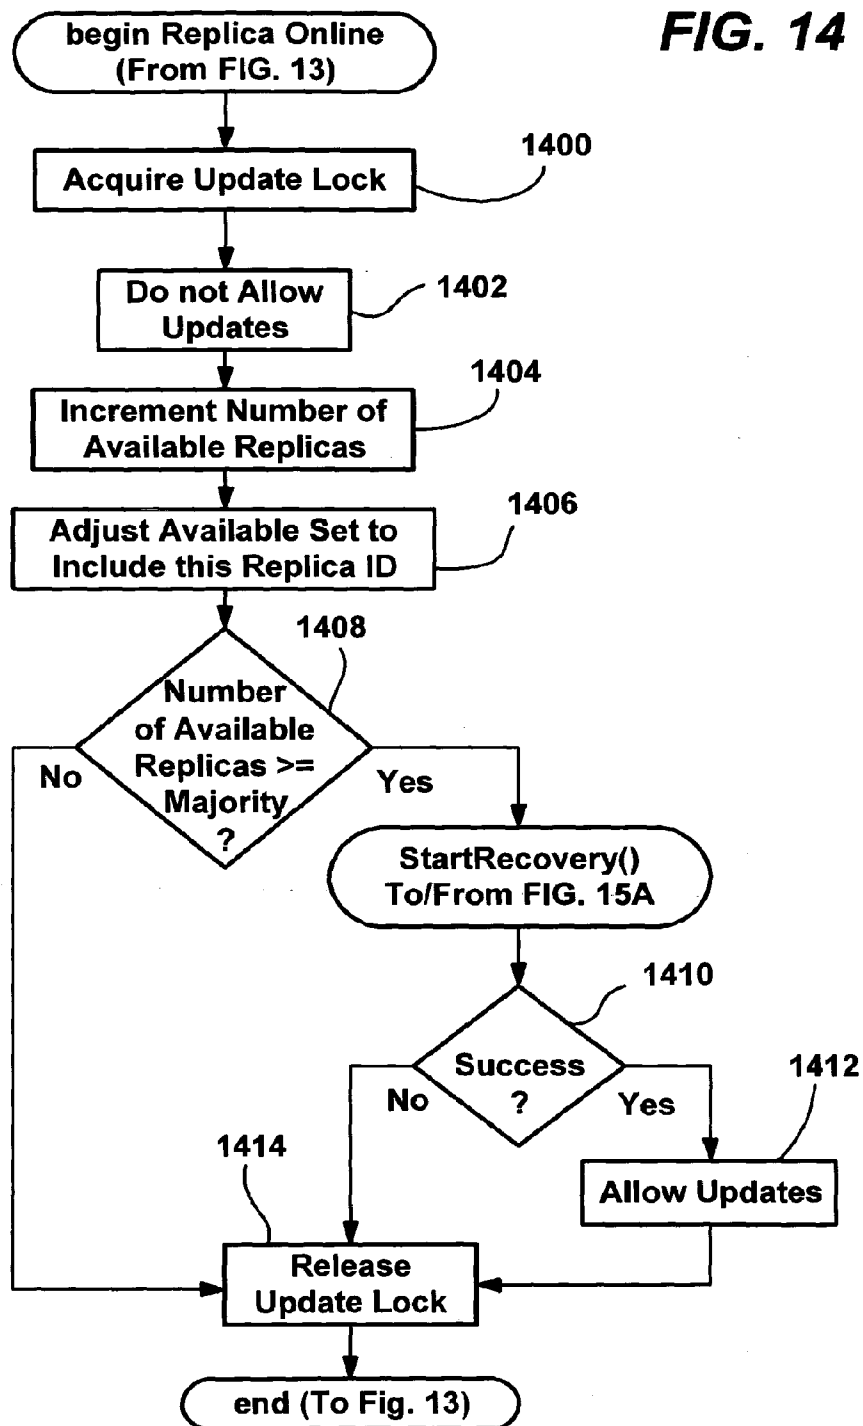 FIG. 14
begin Replica Online
(From FIG. 13)
1400
Acquire Update Lock
1402
Do not Allow
Updates
1404
Increment Number of
Available Replicas
1406
Adjust Available Set to
Include this Replica ID
1408
Number
of Available
Replicas >=
Majority
?
No
Yes
StartRecovery()
To/From FIG. 15A
1410
Success
?
No
Yes
1412
Allow Updates
1414
Release
Update Lock
end (To Fig. 13)